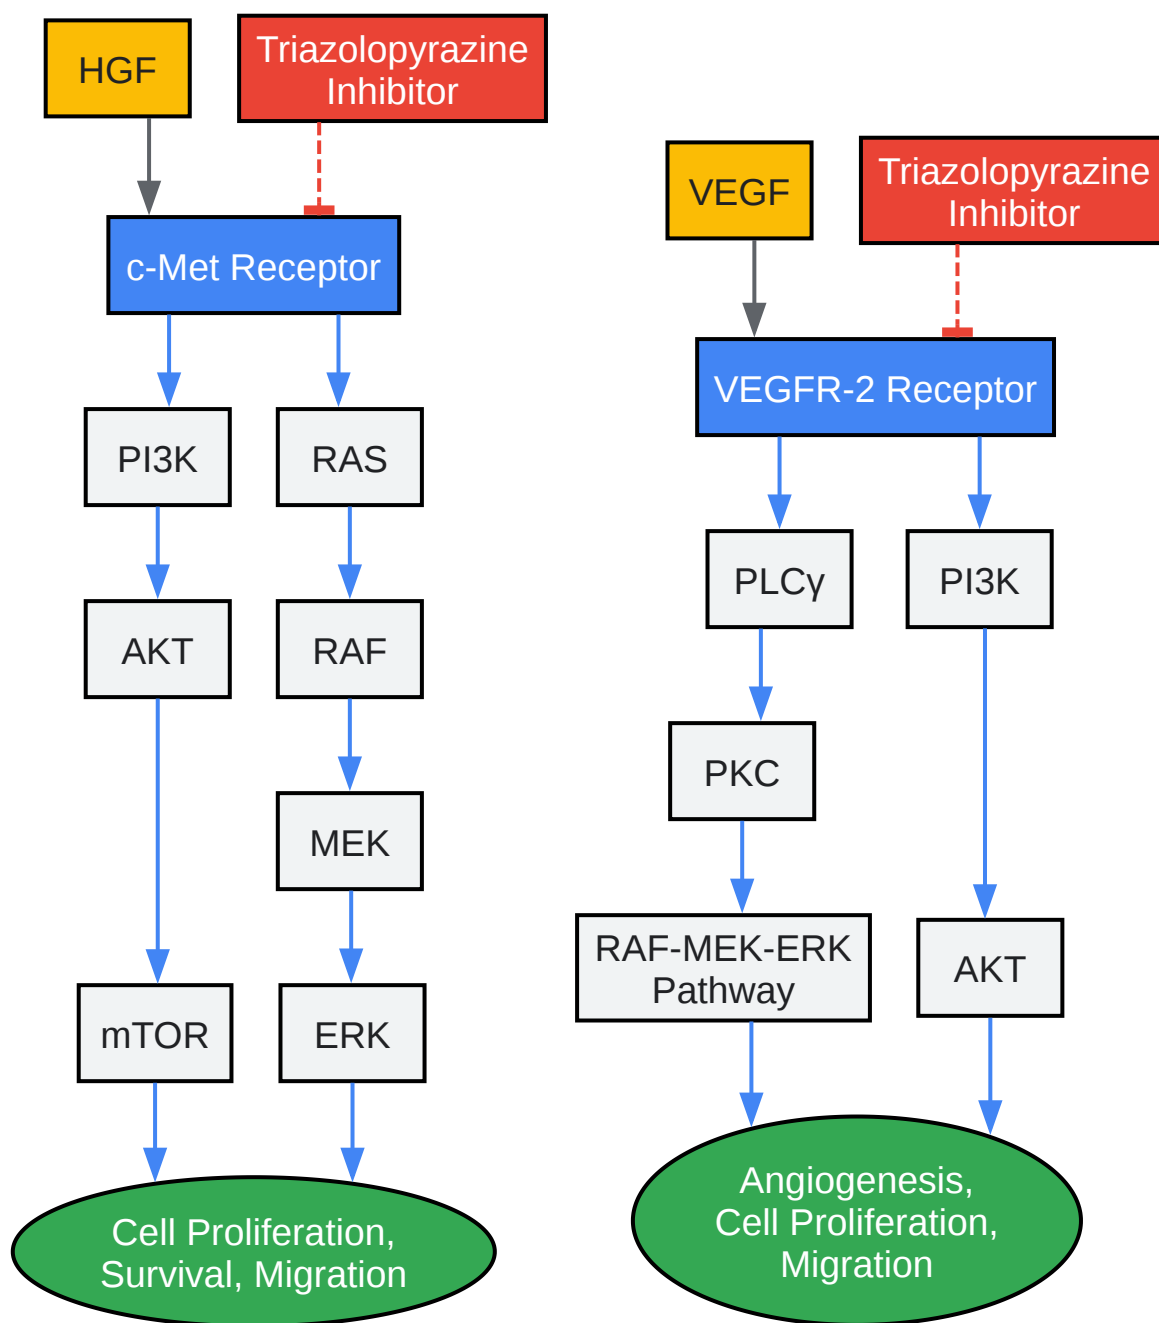 HGF
Triazolopyrazine
Inhibitor
c-Met Receptor
PI3K
RAS
AKT
RAF
MEK
mTOR
ERK
Cell Proliferation,
Survival, Migration
VEGF
Triazolopyrazine
Inhibitor
VEGFR-2 Receptor
PLCγ
PI3K
PKC
RAF-MEK-ERK
Pathway
AKT
Angiogenesis,
Cell Proliferation,
Migration